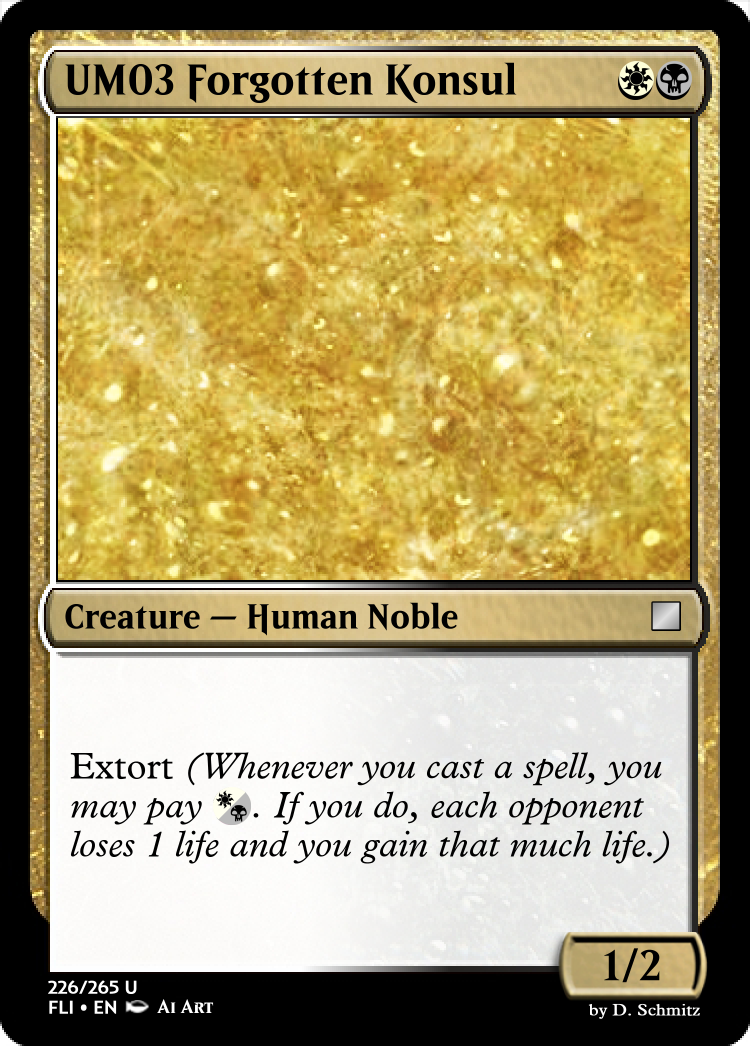 UM03 Forgotten Konsul
Creature — Human Noble
Extort (Whenever you cast a spell, you
may pay . If you do, each opponent
loses 1 life and you gain that much life.)
1/2
226/265 U
FLI • EN AI ART
by D. Schmitz